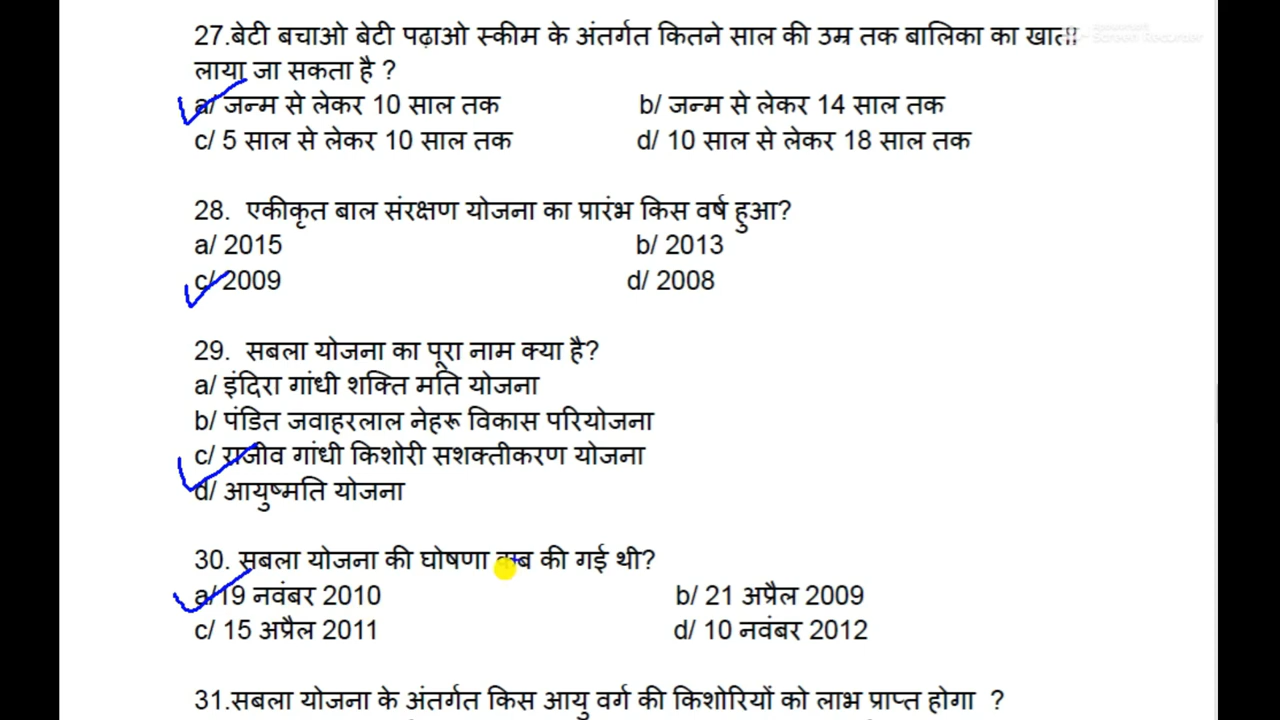 27.बेटी बचाओ बेटी पढ़ाओ स्कीम के अंतर्गत कितने साल की उम्र तक बालिका का खाता
लाया जा सकता है ?
a/ जन्म से लेकर 10 साल तक b/ जन्म से लेकर 14 साल तक
c/ 5 साल से लेकर 10 साल तक d/ 10 साल से लेकर 18 साल तक
28. एकीकृत बाल संरक्षण योजना का प्रारंभ किस वर्ष हुआ?
a/ 2015 b/ 2013
c/ 2009 d/ 2008
29. सबला योजना का पूरा नाम क्या है?
a/ इंदिरा गांधी शक्ति मति योजना
b/ पंडित जवाहरलाल नेहरू विकास परियोजना
c/ राजीव गांधी किशोरी सशक्तीकरण योजना
d/ आयुष्मति योजना
30. सबला योजना की घोषणा कब की गई थी?
a/19 नवंबर 2010 b/ 21 अप्रैल 2009
c/ 15 अप्रैल 2011 d/ 10 नवंबर 2012
31.सबला योजना के अंतर्गत किस आयु वर्ग की किशोरियों को लाभ प्राप्त होगा ?
Screen Recorder